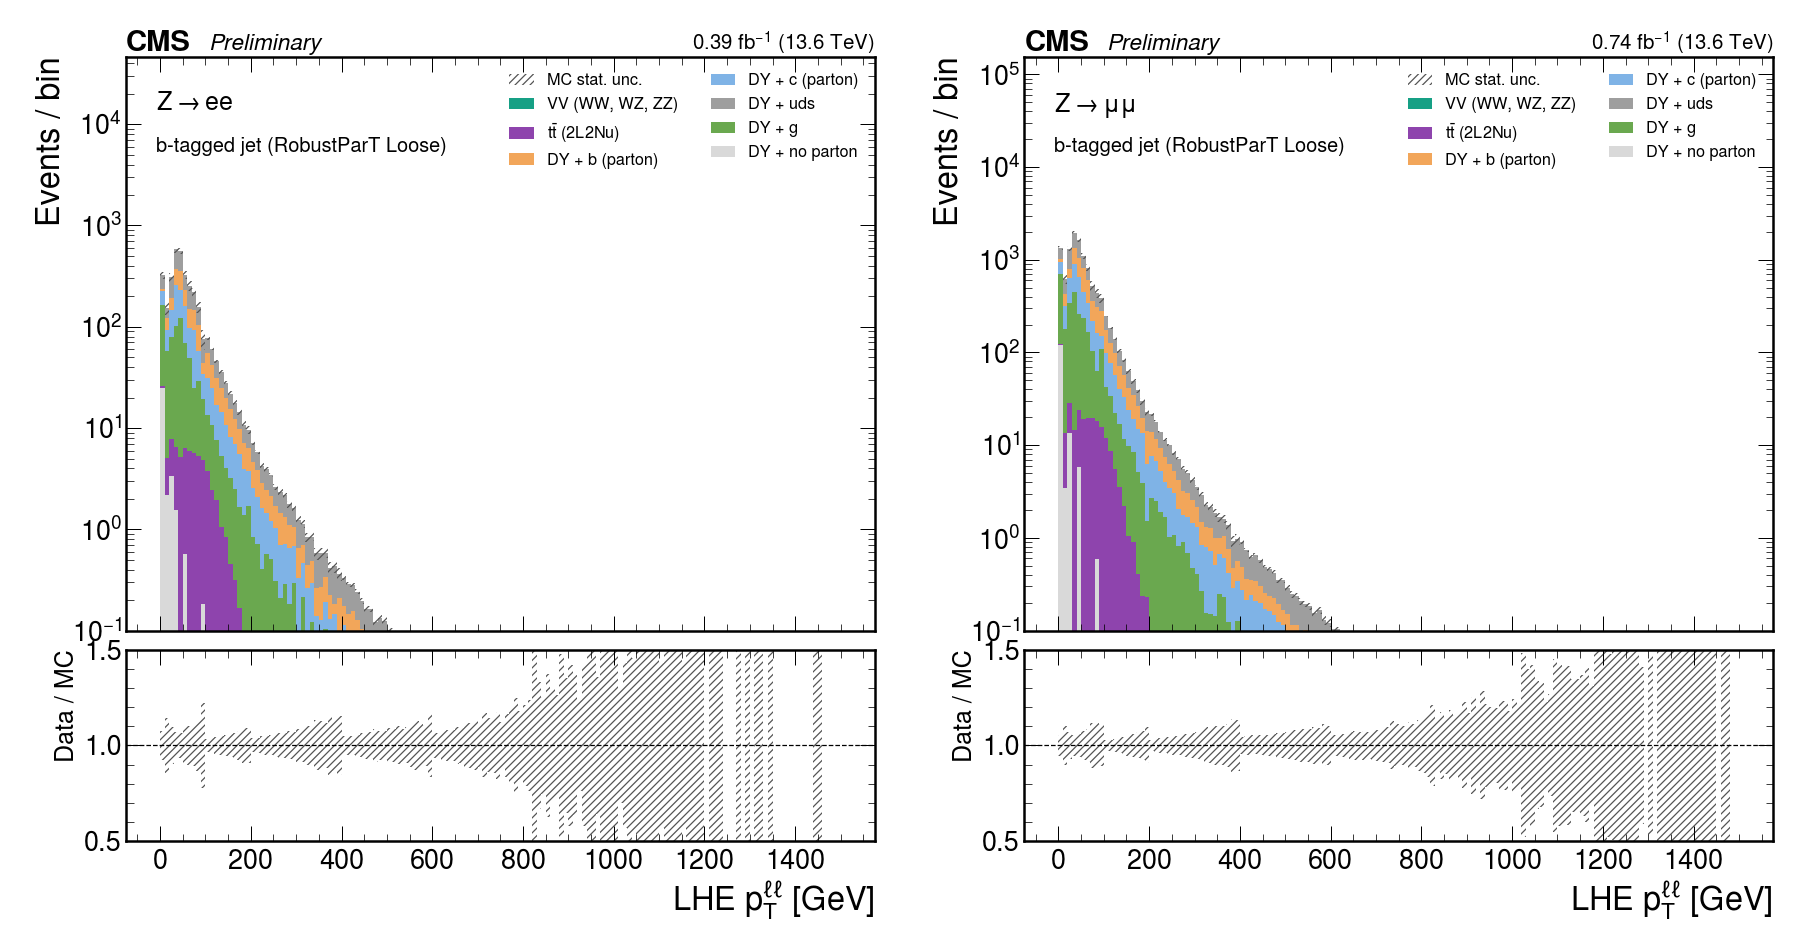 CMS Preliminary 0.39 fb⁻¹ (13.6 TeV)
Events / bin
Z→ee
b-tagged jet (RobustParT Loose)
MC stat. unc.
VV (WW, WZ, ZZ)
tt̄ (2L2Nu)
DY + b (parton)
DY + c (parton)
DY + uds
DY + g
DY + no parton
10⁴
10³
10²
10¹
10⁰
10⁻¹
Data / MC
1.5
1.0
0.5
0 200 400 600 800 1000 1200 1400
LHE p_T^ℓℓ [GeV]
CMS Preliminary 0.74 fb⁻¹ (13.6 TeV)
Events / bin
Z→μμ
b-tagged jet (RobustParT Loose)
MC stat. unc.
VV (WW, WZ, ZZ)
tt̄ (2L2Nu)
DY + b (parton)
DY + c (parton)
DY + uds
DY + g
DY + no parton
10⁵
10⁴
10³
10²
10¹
10⁰
10⁻¹
Data / MC
1.5
1.0
0.5
0 200 400 600 800 1000 1200 1400
LHE p_T^ℓℓ [GeV]